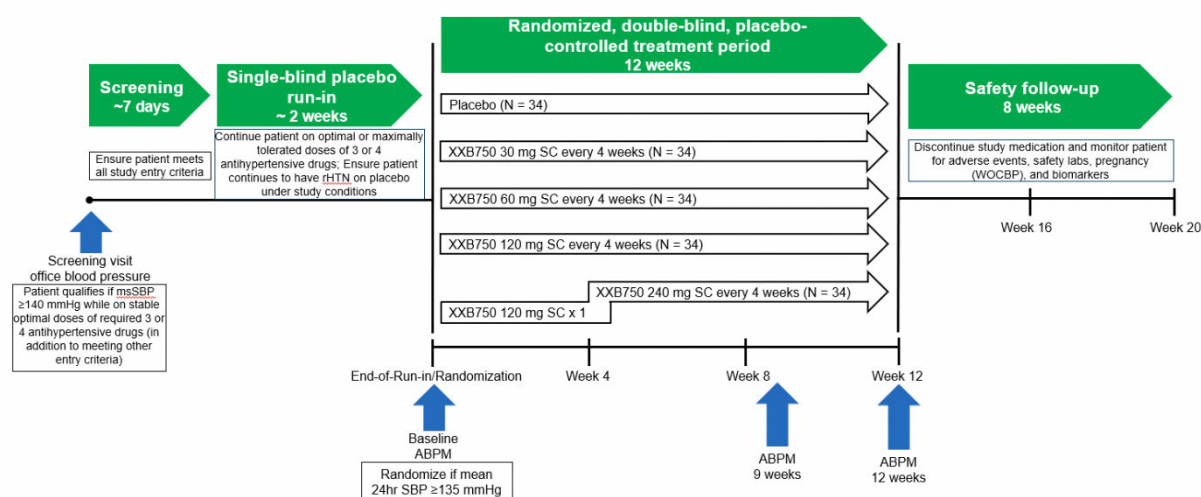 Screening
~7 days
Single-blind placebo
run-in
~ 2 weeks
Randomized, double-blind, placebo-
controlled treatment period
12 weeks
Safety follow-up
8 weeks
Ensure patient meets
all study entry criteria
Continue patient on optimal or maximally
tolerated doses of 3 or 4
antihypertensive drugs; Ensure patient
continues to have rHTN on placebo
under study conditions
Placebo (N = 34)
XXB750 30 mg SC every 4 weeks (N = 34)
XXB750 60 mg SC every 4 weeks (N = 34)
XXB750 120 mg SC every 4 weeks (N = 34)
XXB750 240 mg SC every 4 weeks (N = 34)
XXB750 120 mg SC x 1
Discontinue study medication and monitor patient
for adverse events, safety labs, pregnancy
(WOCBP), and biomarkers
Week 16
Week 20
Screening visit
office blood pressure
Patient qualifies if msSBP
≥140 mmHg while on stable
optimal doses of required 3 or
4 antihypertensive drugs (in
addition to meeting other
entry criteria)
End-of-Run-in/Randomization
Week 4
Week 8
Week 12
Baseline
ABPM
Randomize if mean
24hr SBP ≥135 mmHg
ABPM
9 weeks
ABPM
12 weeks